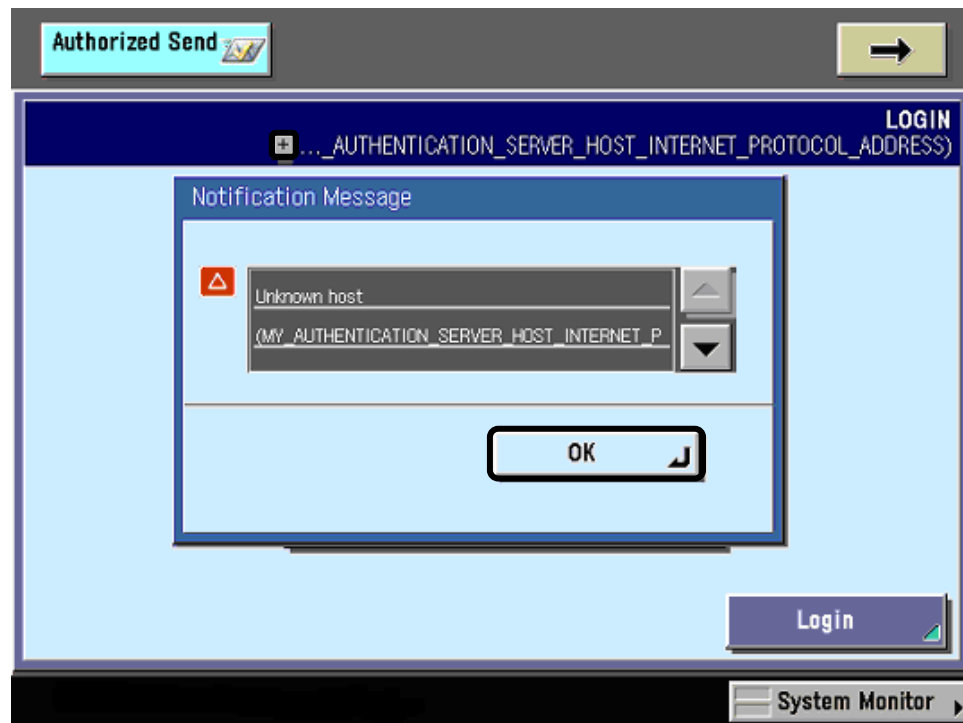 Authorized Send
LOGIN
..._AUTHENTICATION_SERVER_HOST_INTERNET_PROTOCOL_ADDRESS)
Notification Message
Unknown host
(MY_AUTHENTICATION_SERVER_HOST_INTERNET_P
OK
Login
System Monitor